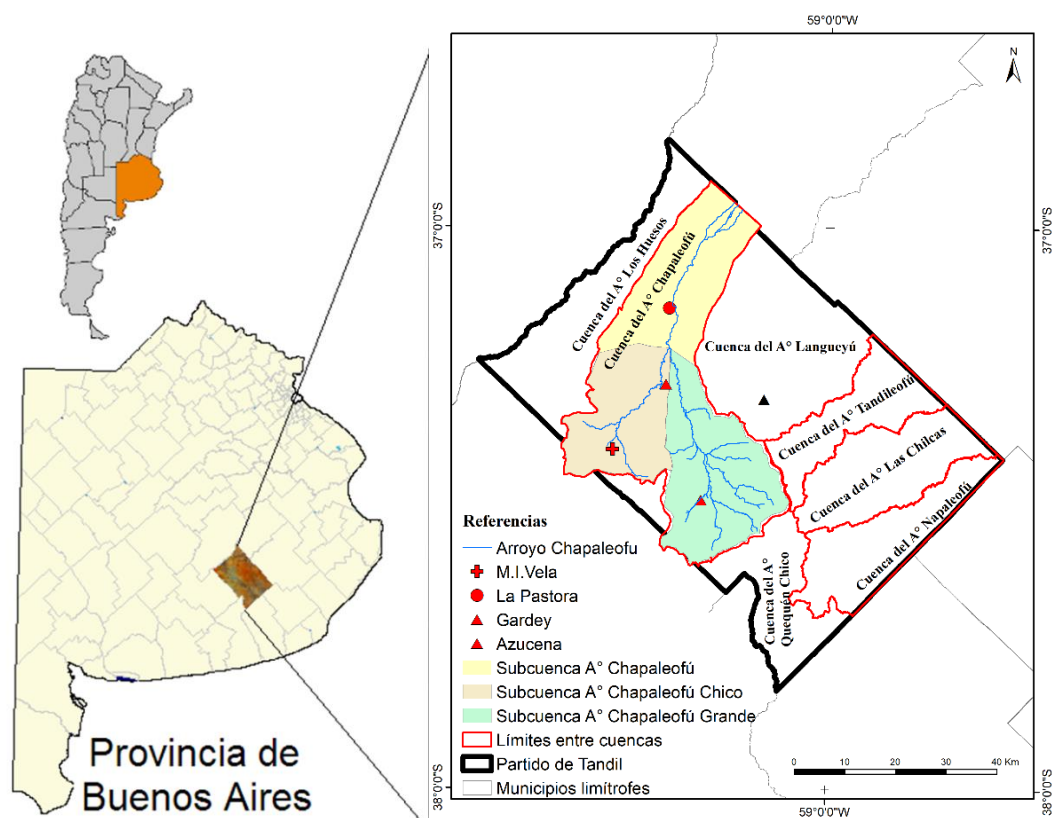 59°0'0"W
N
37°0'0"S
37°0'0"S
Cuenca del A° Los Huesos
Cuenca del A° Chapaleofú
Cuenca del A° Langueyú
Cuenca del A° Tandileofú
Cuenca del A° Las Chilcas
Cuenca del A° Napaleofú
Cuenca del A°
Quequén Chico
Referencias
Arroyo Chapaleofu
M.I.Vela
La Pastora
Gardey
Azucena
Subcuenca A° Chapaleofú
Subcuenca A° Chapaleofú Chico
Subcuenca A° Chapaleofú Grande
Límites entre cuencas
Partido de Tandil
Municipios limítrofes
0 10 20 30 40 Km
38°0'0"S
38°0'0"S
59°0'0"W
Provincia de
Buenos Aires